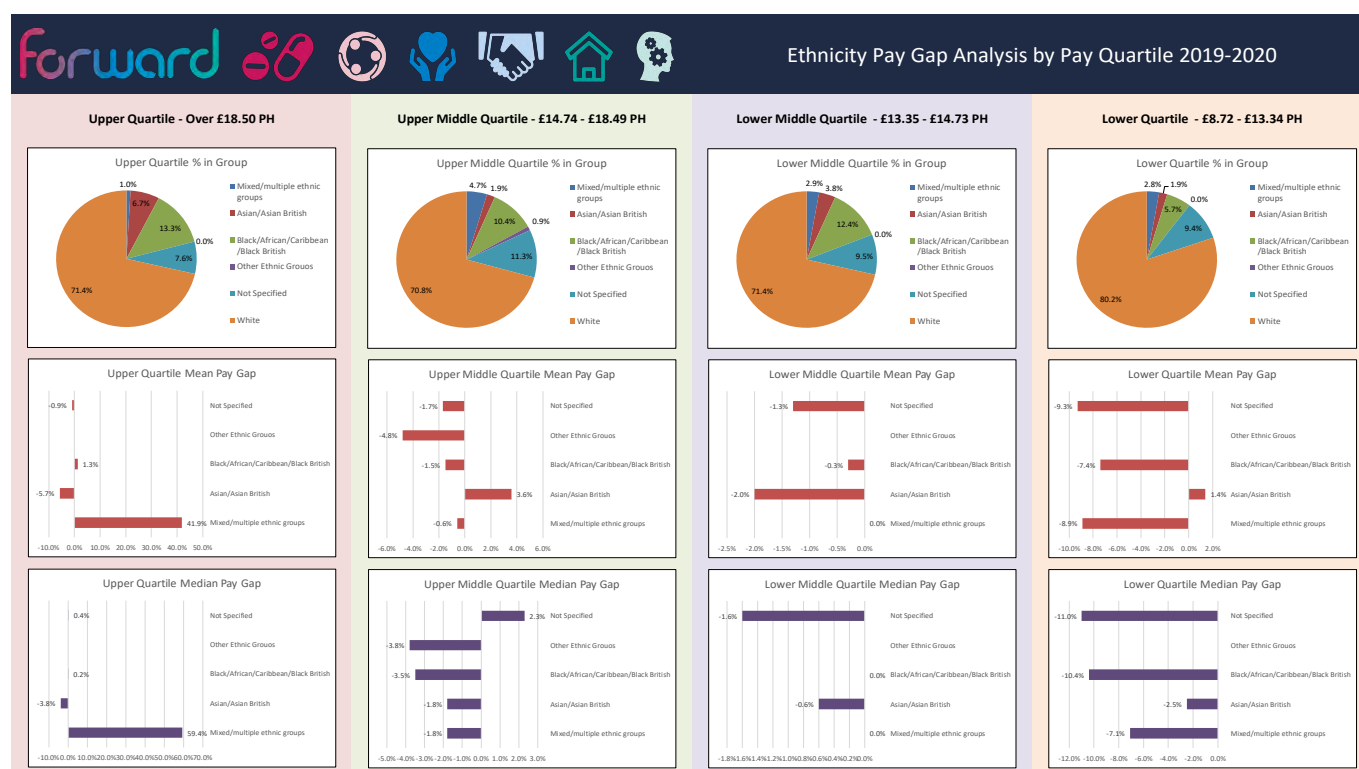 forward
Ethnicity Pay Gap Analysis by Pay Quartile 2019-2020
Upper Quartile - Over £18.50 PH
Upper Middle Quartile - £14.74 - £18.49 PH
Lower Middle Quartile - £13.35 - £14.73 PH
Lower Quartile - £8.72 - £13.34 PH
Upper Quartile % in Group
1.0%
6.7%
13.3%
0.0%
7.6%
71.4%
Mixed/multiple ethnic
groups
Asian/Asian British
Black/African/Caribbean
/Black British
Other Ethnic Grouos
Not Specified
White
Upper Middle Quartile % in Group
4.7%
1.9%
10.4%
0.9%
11.3%
70.8%
Mixed/multiple ethnic
groups
Asian/Asian British
Black/African/Caribbean
/Black British
Other Ethnic Grouos
Not Specified
White
Lower Middle Quartile % in Group
2.9%
3.8%
12.4%
0.0%
9.5%
71.4%
Mixed/multiple ethnic
groups
Asian/Asian British
Black/African/Caribbean
/Black British
Other Ethnic Grouos
Not Specified
White
Lower Quartile % in Group
2.8%
1.9%
0.0%
5.7%
9.4%
80.2%
Mixed/multiple ethnic
groups
Asian/Asian British
Black/African/Caribbean
/Black British
Other Ethnic Grouos
Not Specified
White
Upper Quartile Mean Pay Gap
-0.9% Not Specified
Other Ethnic Grouos
1.3% Black/African/Caribbean/Black British
-5.7% Asian/Asian British
41.9% Mixed/multiple ethnic groups
-10.0% 0.0% 10.0% 20.0% 30.0% 40.0% 50.0%
Upper Middle Quartile Mean Pay Gap
-1.7% Not Specified
-4.8% Other Ethnic Grouos
-1.5% Black/African/Caribbean/Black British
3.6% Asian/Asian British
-0.6% Mixed/multiple ethnic groups
-6.0% -4.0% -2.0% 0.0% 2.0% 4.0% 6.0%
Lower Middle Quartile Mean Pay Gap
-1.3% Not Specified
Other Ethnic Grouos
-0.3% Black/African/Caribbean/Black British
-2.0% Asian/Asian British
0.0% Mixed/multiple ethnic groups
-2.5% -2.0% -1.5% -1.0% -0.5% 0.0%
Lower Quartile Mean Pay Gap
-9.3% Not Specified
Other Ethnic Grouos
-7.4% Black/African/Caribbean/Black British
1.4% Asian/Asian British
-8.9% Mixed/multiple ethnic groups
-10.0% -8.0% -6.0% -4.0% -2.0% 0.0% 2.0%
Upper Quartile Median Pay Gap
0.4% Not Specified
Other Ethnic Grouos
0.2% Black/African/Caribbean/Black British
-3.8% Asian/Asian British
59.4% Mixed/multiple ethnic groups
-10.0% 0.0% 10.0% 20.0% 30.0% 40.0% 50.0% 60.0% 70.0%
Upper Middle Quartile Median Pay Gap
2.3% Not Specified
-3.8% Other Ethnic Grouos
-3.5% Black/African/Caribbean/Black British
-1.8% Asian/Asian British
-1.8% Mixed/multiple ethnic groups
-5.0% -4.0% -3.0% -2.0% -1.0% 0.0% 1.0% 2.0% 3.0%
Lower Middle Quartile Median Pay Gap
-1.6% Not Specified
Other Ethnic Grouos
0.0% Black/African/Caribbean/Black British
-0.6% Asian/Asian British
0.0% Mixed/multiple ethnic groups
-1.8%-1.6%-1.4%-1.2%-1.0%-0.8%-0.6%-0.4%-0.2%0.0%
Lower Quartile Median Pay Gap
-11.0% Not Specified
Other Ethnic Grouos
-10.4% Black/African/Caribbean/Black British
-2.5% Asian/Asian British
-7.1% Mixed/multiple ethnic groups
-12.0% -10.0% -8.0% -6.0% -4.0% -2.0% 0.0%